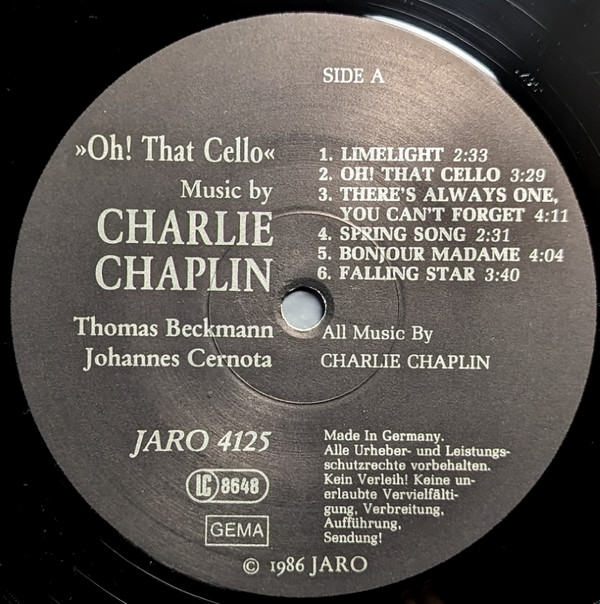 SIDE A
»Oh! That Cello«
Music by
CHARLIE
CHAPLIN
Thomas Beckmann
Johannes Cernota
1. LIMELIGHT 2:33
2. OH! THAT CELLO 3:29
3. THERE'S ALWAYS ONE,
YOU CAN'T FORGET 4:11
4. SPRING SONG 2:31
5. BONJOUR MADAME 4:04
6. FALLING STAR 3:40
All Music By
CHARLIE CHAPLIN
JARO 4125
LC 8648
GEMA
Made In Germany.
Alle Urheber- und Leistungs-
schutzrechte vorbehalten.
Kein Verleih! Keine un-
erlaubte Vervielfälti-
gung, Verbreitung,
Aufführung,
Sendung!
© 1986 JARO